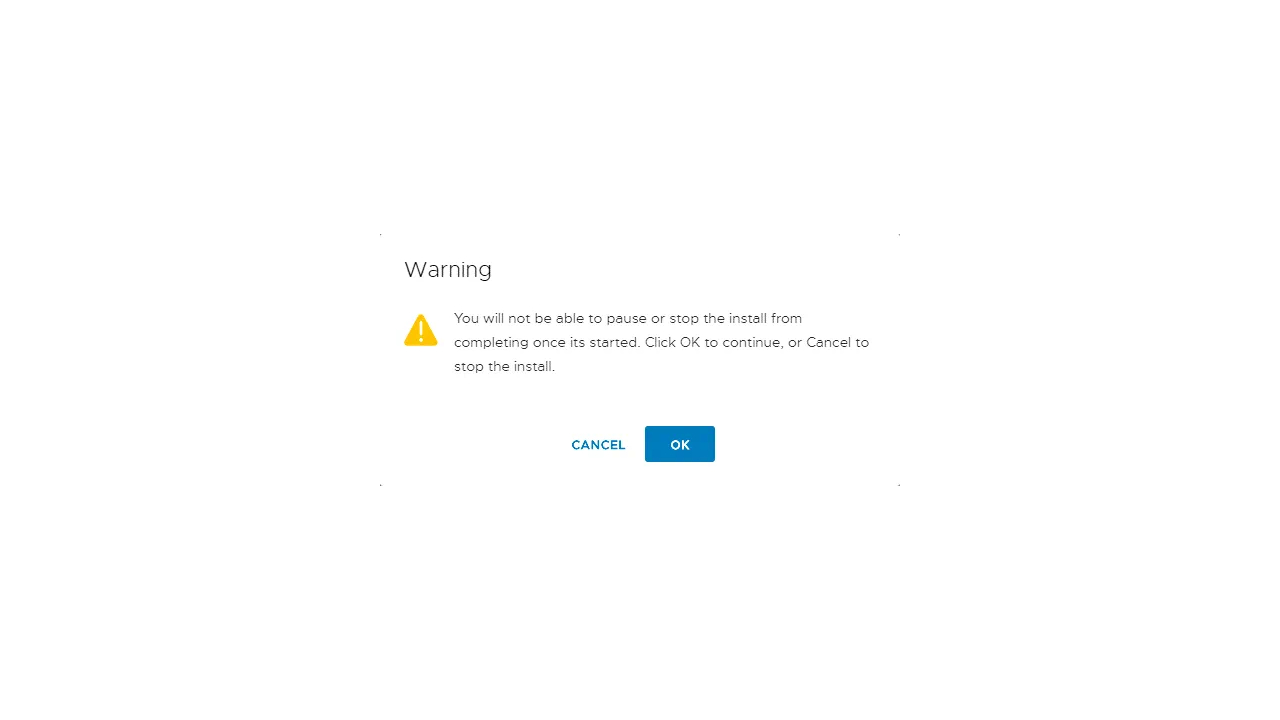 Warning
You will not be able to pause or stop the install from
completing once its started. Click OK to continue, or Cancel to
stop the install.
CANCEL OK